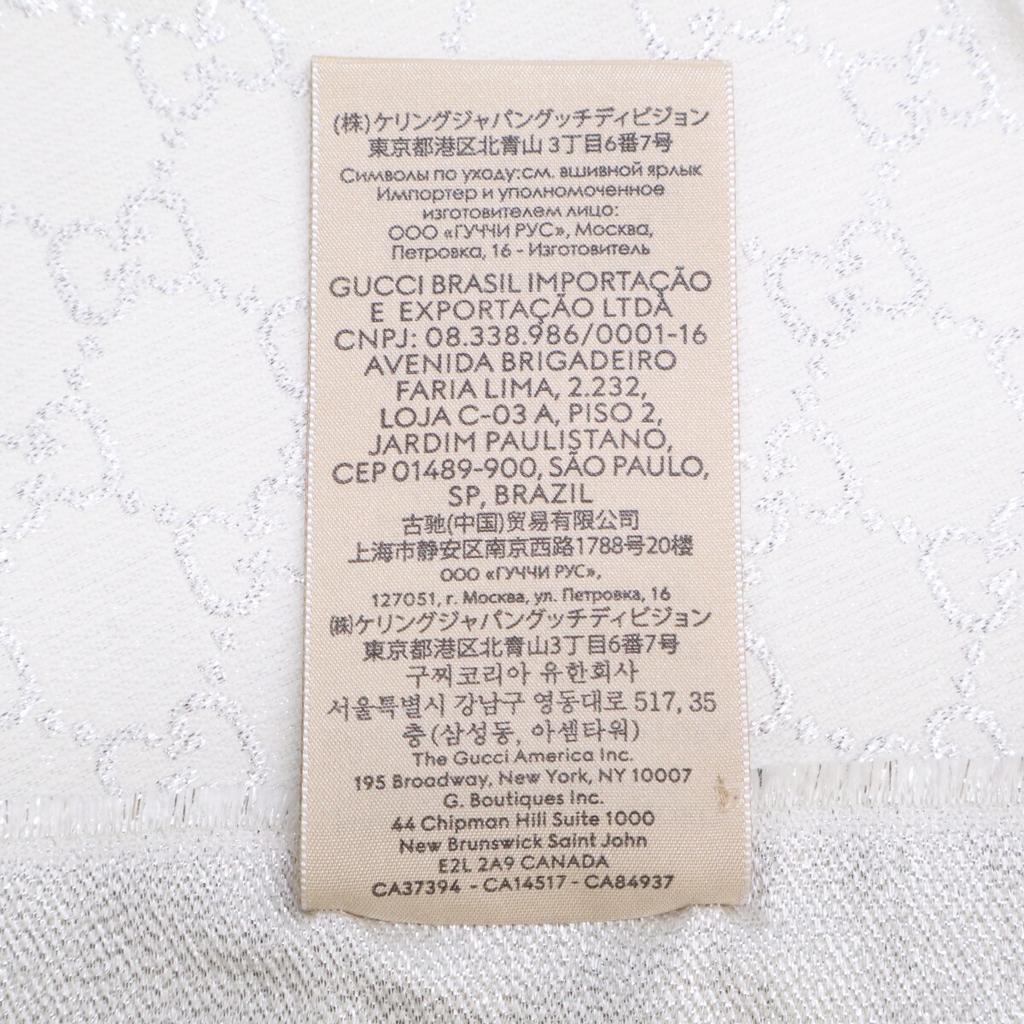 (株)ケリングジャパングッチディビジョン
東京都港区北青山 3丁目6番7号
Символы по уходу:см. вшивной ярлык
Импортер и уполномоченное
изготовителем лицо:
ООО «ГУЧЧИ РУС», Москва,
Петровка, 16 - Изготовитель
GUCCI BRASIL IMPORTAÇÃO
E EXPORTAÇÃO LTDA
CNPJ: 08.338.986/0001-16
AVENIDA BRIGADEIRO
FARIA LIMA, 2.232,
LOJA C-03 A, PISO 2,
JARDIM PAULISTANO,
CEP 01489-900, SÃO PAULO,
SP, BRAZIL
古驰(中国)贸易有限公司
上海市静安区南京西路1788号20楼
ООО «ГУЧЧИ РУС»,
127051, г. Москва, ул. Петровка, 16
㈱ケリングジャパングッチディビジョン
東京都港区北青山3丁目6番7号
구찌코리아 유한회사
서울특별시 강남구 영동대로 517, 35
층 (삼성동, 아셈타워)
The Gucci America Inc.
195 Broadway, New York, NY 10007
G. Boutiques Inc.
44 Chipman Hill Suite 1000
New Brunswick Saint John
E2L 2A9 CANADA
CA37394 - CA14517 - CA84937